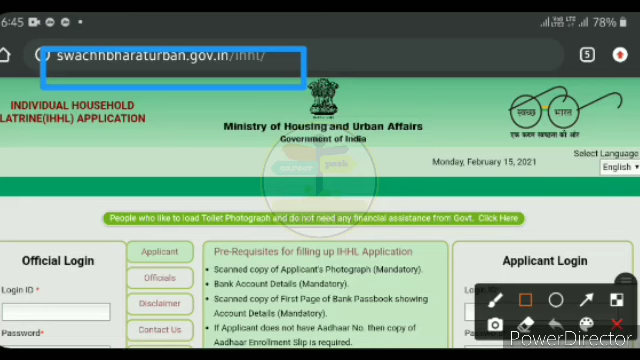 6:45
78%
swachhbharaturban.gov.in/ihhl/
5
INDIVIDUAL HOUSEHOLD
LATRINE(IHHL) APPLICATION
Ministry of Housing and Urban Affairs
Government of India
स्वच्छ भारत
एक कदम स्वच्छता की ओर
Monday, February 15, 2021
Select Language
English
People who like to load Toilet Photograph and do not need any financial assistance from Govt. Click Here
Official Login
Login ID *
Password*
Applicant
Officials
Disclaimer
Contact Us
Pre-Requisites for filling up IHHL Application
• Scanned copy of Applicant's Photograph (Mandatory).
• Bank Account Details (Mandatory).
• Scanned copy of First Page of Bank Passbook showing
Account Details (Mandatory).
• If Applicant does not have Aadhaar No. then copy of
Aadhaar Enrollment Slip is required.
Applicant Login
PowerDirector